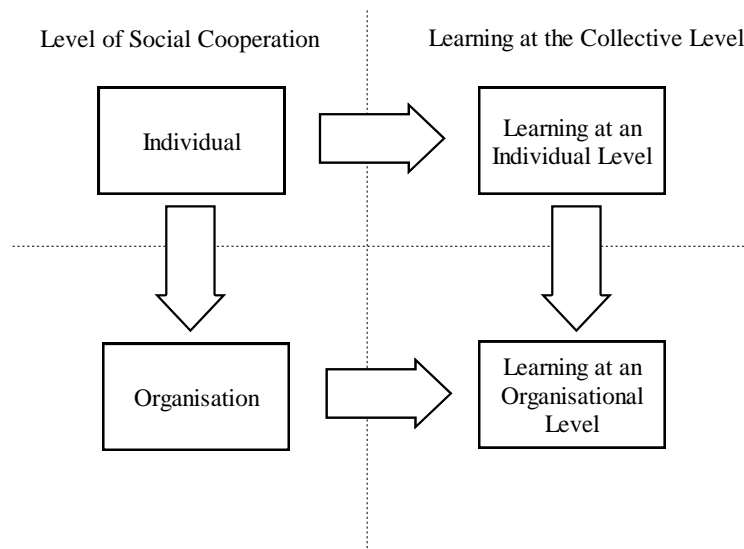 Level of Social Cooperation
Learning at the Collective Level
Individual
Learning at an
Individual Level
Organisation
Learning at an
Organisational
Level